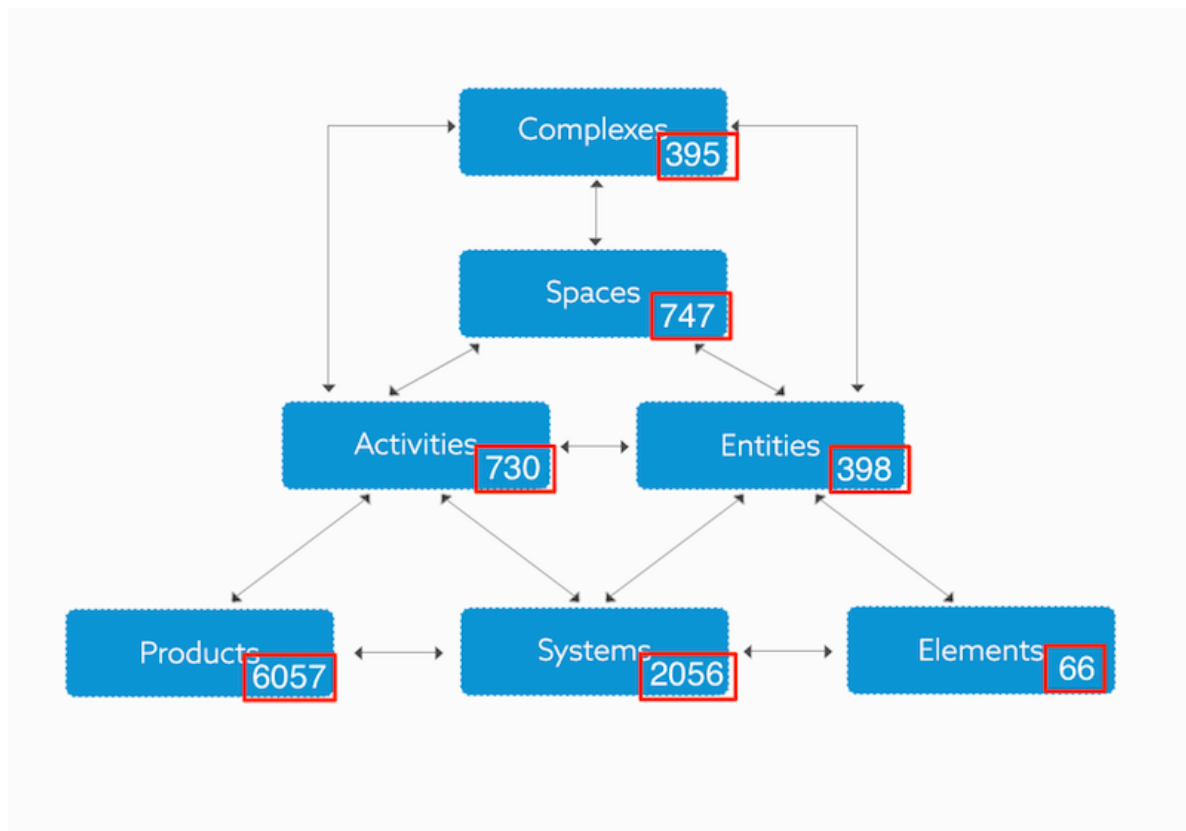 Complexes
395
Spaces
747
Activities
730
Entities
398
Products
6057
Systems
2056
Elements
66